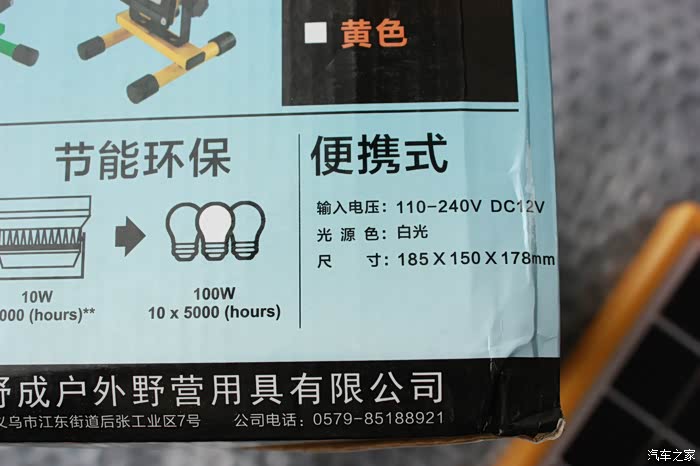 黄色
节能环保
便携式
输入电压: 110-240V DC12V
光 源 色: 白光
尺 寸: 185 X 150 X 178mm
10W
100W
000 (hours)**
10 x 5000 (hours)
成户外野营用具有限公司
义乌市江东街道后张工业区7号 公司电话: 0579-85188921
汽车之家